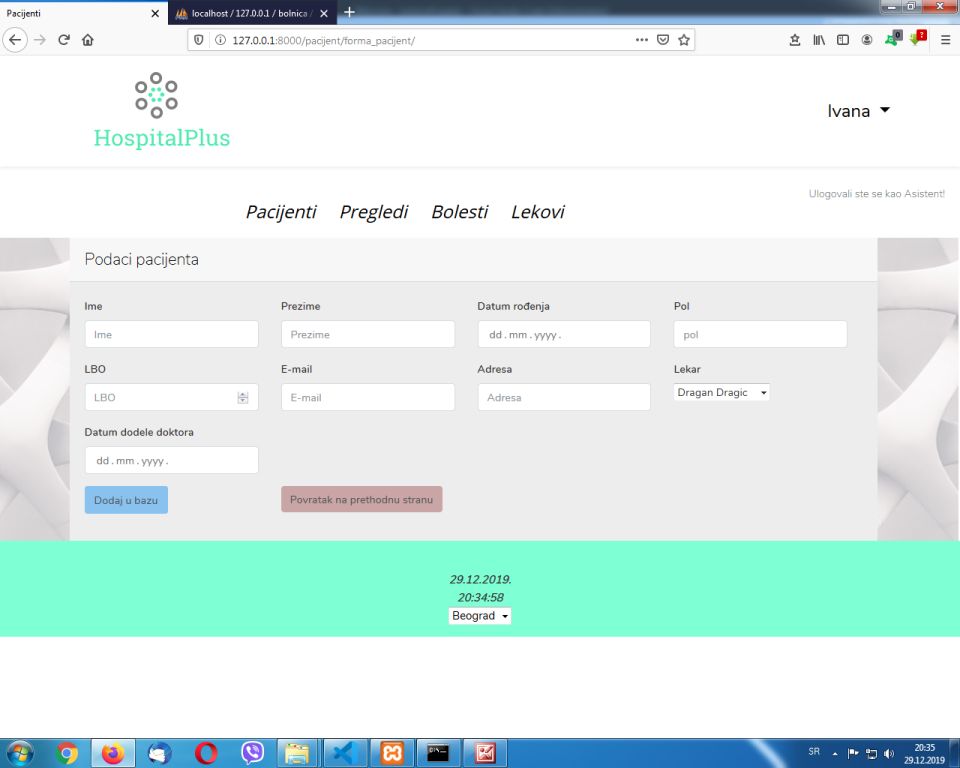 Pacijenti
localhost / 127.0.0.1 / bolnica /
127.0.0.1:8000/pacijent/forma_pacijent/
0
?
HospitalPlus
Ivana
Ulogovali ste se kao Asistent!
Pacijenti Pregledi Bolesti Lekovi
Podaci pacijenta
Ime Prezime Datum rođenja Pol
Ime Prezime dd . mm . yyyy . pol
LBO E-mail Adresa Lekar
LBO E-mail Adresa Dragan Dragic
Datum dodele doktora
dd . mm . yyyy .
Dodaj u bazu Povratak na prethodnu stranu
29.12.2019.
20:34:58
Beograd
SR
20:35
29.12.2019